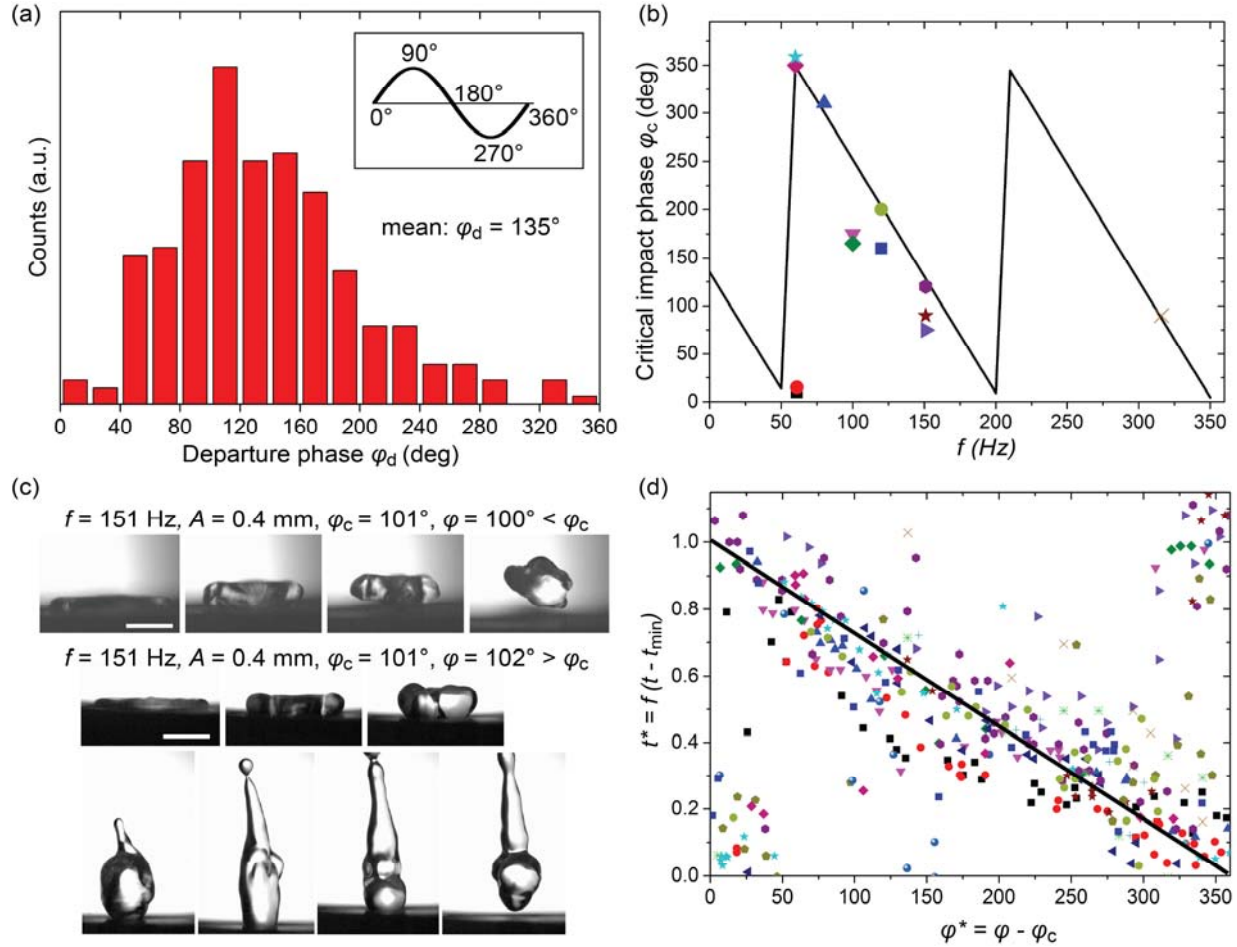 (a)
Counts (a.u.)
90°
180°
0°
360°
270°
mean: φd = 135°
0 40 80 120 160 200 240 280 320 360
Departure phase φd (deg)
(b)
Critical impact phase φc (deg)
350
300
250
200
150
100
50
0
0 50 100 150 200 250 300 350
f (Hz)
(c)
f = 151 Hz, A = 0.4 mm, φc = 101°, φ = 100° < φc
f = 151 Hz, A = 0.4 mm, φc = 101°, φ = 102° > φc
(d)
t* = f (t - tmin)
1.0
0.8
0.6
0.4
0.2
0.0
0 50 100 150 200 250 300 350
φ* = φ - φc